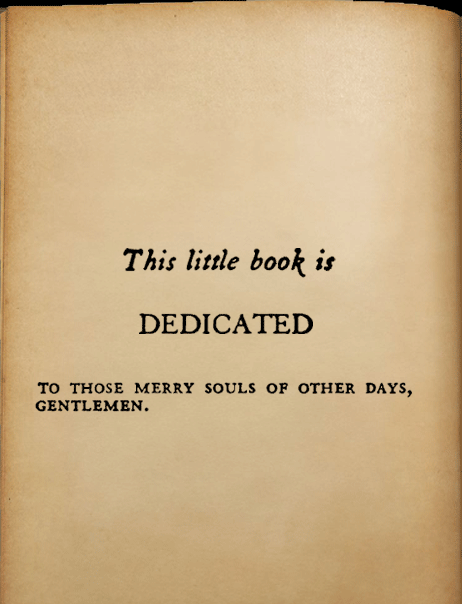 This little book is
DEDICATED
TO THOSE MERRY SOULS OF OTHER DAYS,
GENTLEMEN.